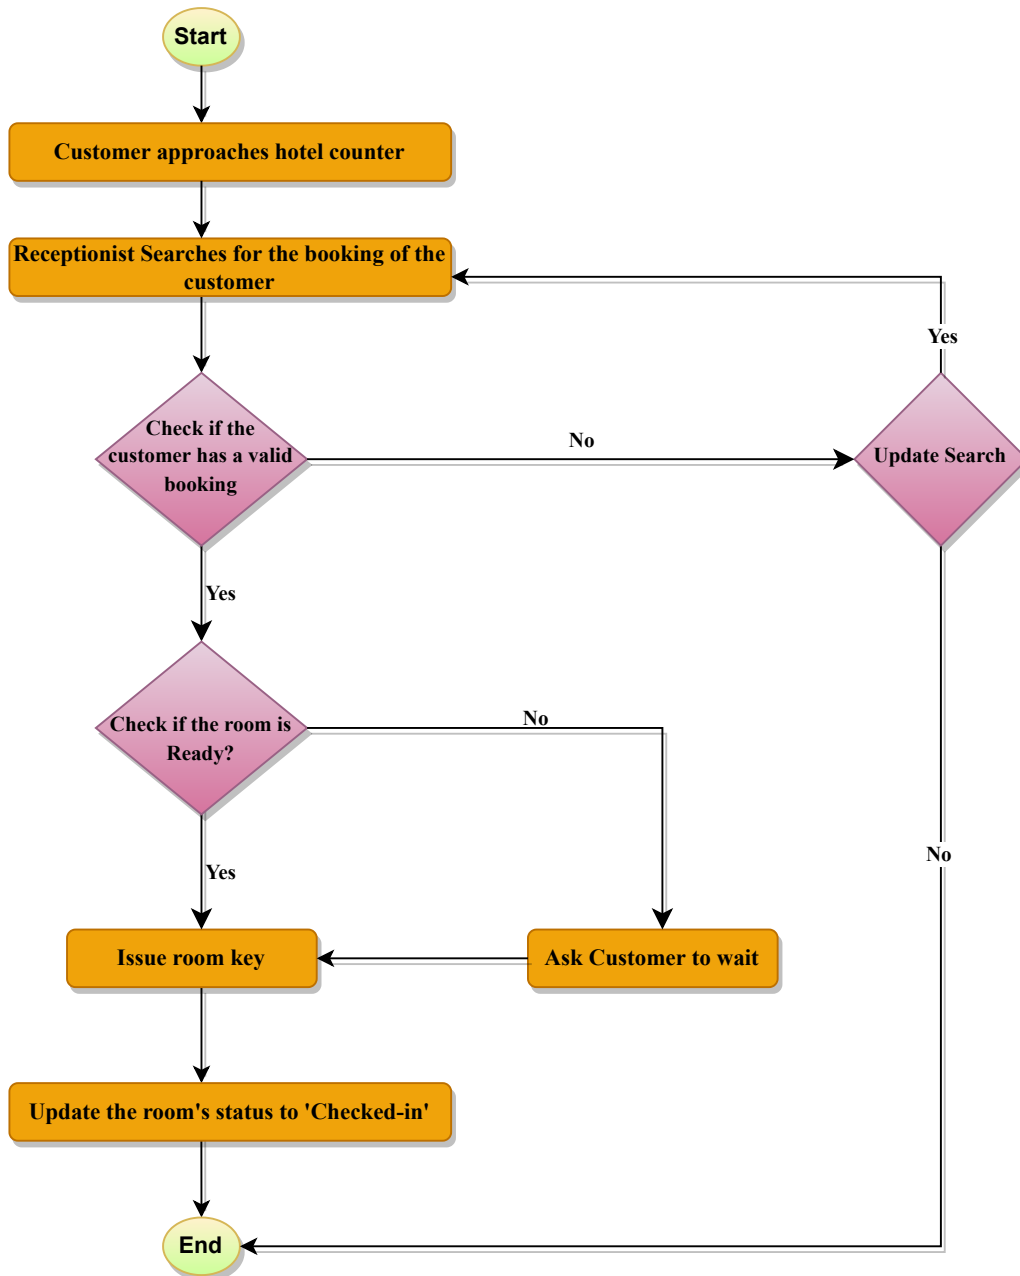 Start
Customer approaches hotel counter
Receptionist Searches for the booking of the
customer
Yes
Check if the
customer has a valid
booking
No
Update Search
Yes
Check if the room is
Ready?
No
Yes
No
Issue room key
Ask Customer to wait
Update the room's status to 'Checked-in'
End